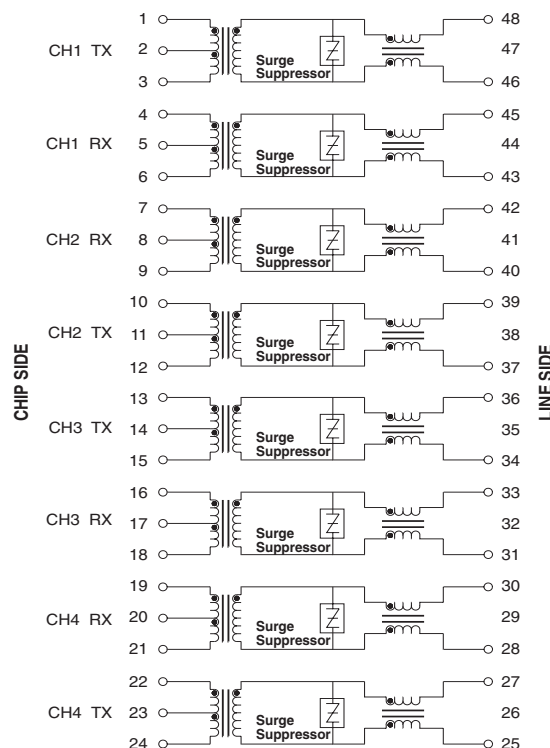 1 48
CH1 TX 2 47
Surge
Suppressor
3 46
4 45
CH1 RX 5 44
Surge
Suppressor
6 43
7 42
CH2 RX 8 41
Surge
Suppressor
9 40
10 39
CH2 TX 11 38
Surge
Suppressor
12 37
CHIP SIDE
LINE SIDE
13 36
CH3 TX 14 35
Surge
Suppressor
15 34
16 33
CH3 RX 17 32
Surge
Suppressor
18 31
19 30
CH4 RX 20 29
Surge
Suppressor
21 28
22 27
CH4 TX 23 26
Surge
Suppressor
24 25